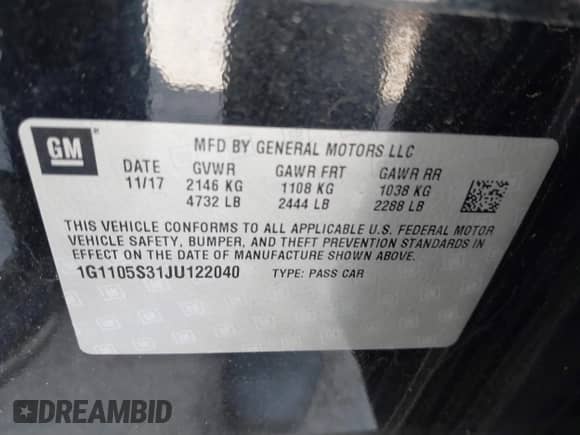 GM
MFD BY GENERAL MOTORS LLC
DATE GVWR GAWR FRT GAWR RR
11/17 2146 KG 1108 KG 1038 KG
4732 LB 2444 LB 2288 LB
THIS VEHICLE CONFORMS TO ALL APPLICABLE U.S. FEDERAL MOTOR
VEHICLE SAFETY, BUMPER, AND THEFT PREVENTION STANDARDS IN
EFFECT ON THE DATE OF MANUFACTURE SHOWN ABOVE.
1G1105S31JU122040 TYPE: PASS CAR
DREAMBID